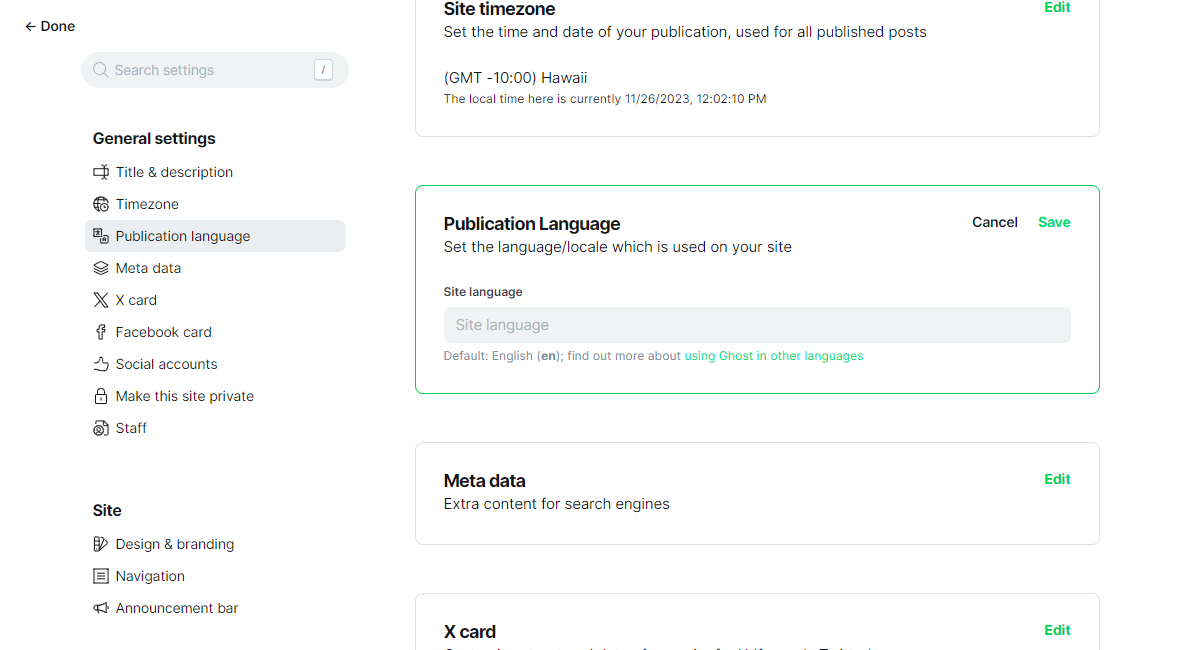 ← Done
Search settings /
General settings
Title & description
Timezone
Publication language
Meta data
X card
Facebook card
Social accounts
Make this site private
Staff
Site
Design & branding
Navigation
Announcement bar
Site timezone Edit
Set the time and date of your publication, used for all published posts
(GMT -10:00) Hawaii
The local time here is currently 11/26/2023, 12:02:10 PM
Publication Language Cancel Save
Set the language/locale which is used on your site
Site language
Site language
Default: English (en); find out more about using Ghost in other languages
Meta data Edit
Extra content for search engines
X card Edit